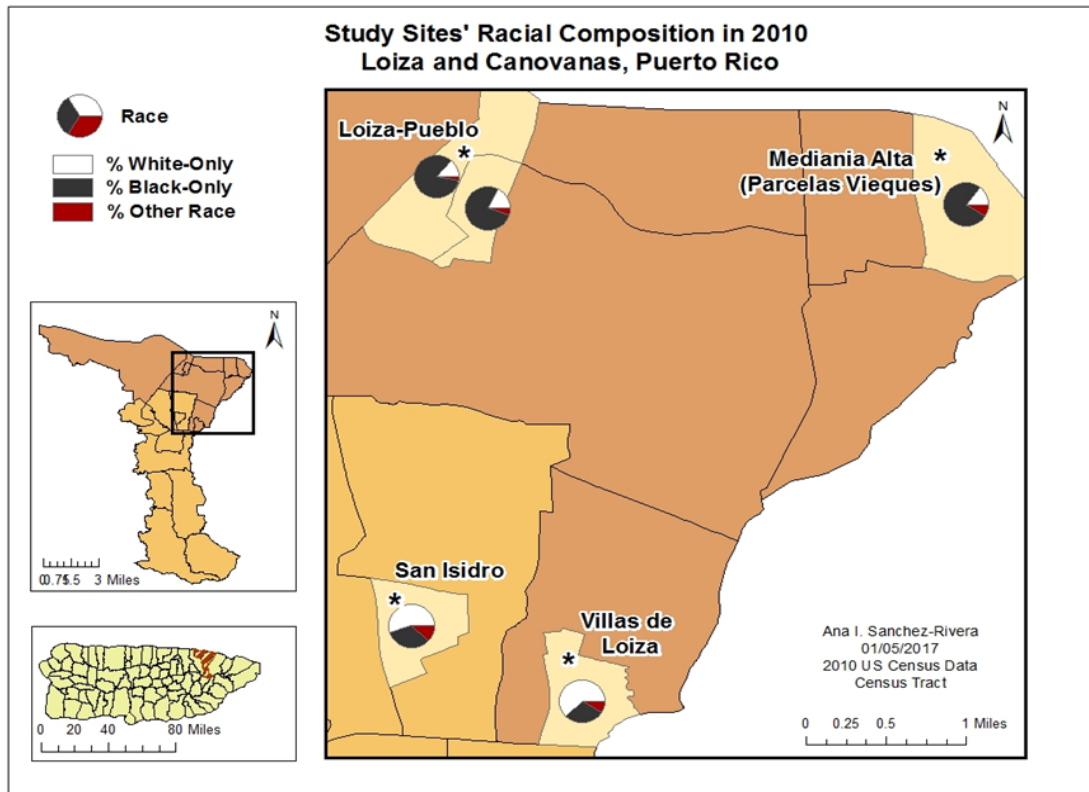 Study Sites' Racial Composition in 2010
Loiza and Canovanas, Puerto Rico
Race
% White-Only
% Black-Only
% Other Race
N
0 0.75 1.5 3 Miles
0 20 40 80 Miles
N
Loiza-Pueblo
*
Mediania Alta
(Parcelas Vieques)
*
San Isidro
*
Villas de
Loiza
*
Ana I. Sanchez-Rivera
01/05/2017
2010 US Census Data
Census Tract
0 0.25 0.5 1 Miles